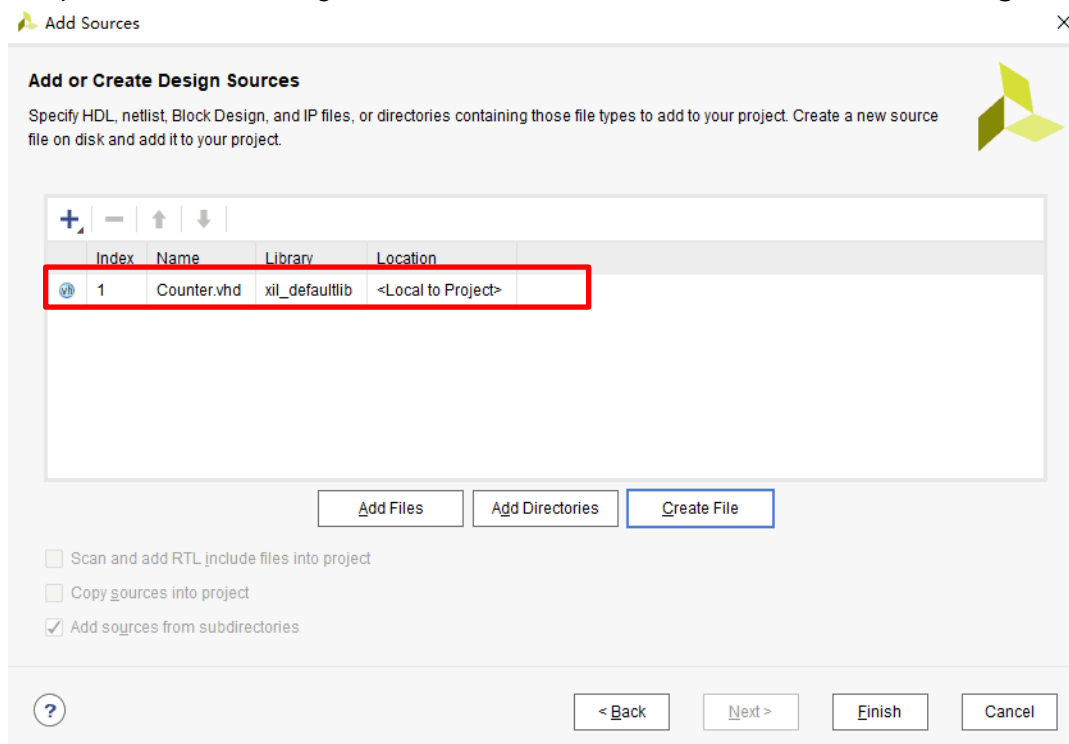 Add Sources
Add or Create Design Sources
Specify HDL, netlist, Block Design, and IP files, or directories containing those file types to add to your project. Create a new source
file on disk and add it to your project.
Index Name Library Location
vh 1 Counter.vhd xil_defaultlib <Local to Project>
Add Files Add Directories Create File
Scan and add RTL include files into project
Copy sources into project
Add sources from subdirectories
? < Back Next > Finish Cancel